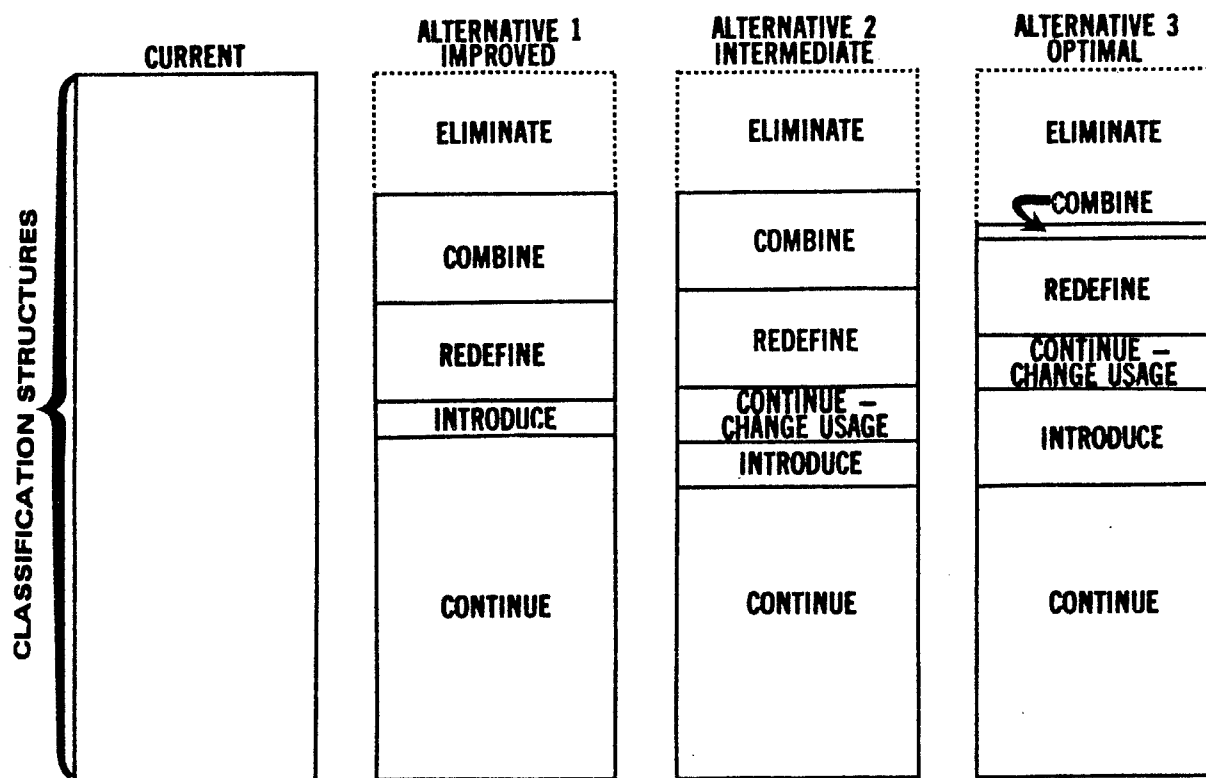 CURRENT
ALTERNATIVE 1
IMPROVED
ALTERNATIVE 2
INTERMEDIATE
ALTERNATIVE 3
OPTIMAL
CLASSIFICATION STRUCTURES
ELIMINATE
COMBINE
REDEFINE
INTRODUCE
CONTINUE
ELIMINATE
COMBINE
REDEFINE
CONTINUE –
CHANGE USAGE
INTRODUCE
CONTINUE
ELIMINATE
COMBINE
REDEFINE
CONTINUE –
CHANGE USAGE
INTRODUCE
CONTINUE